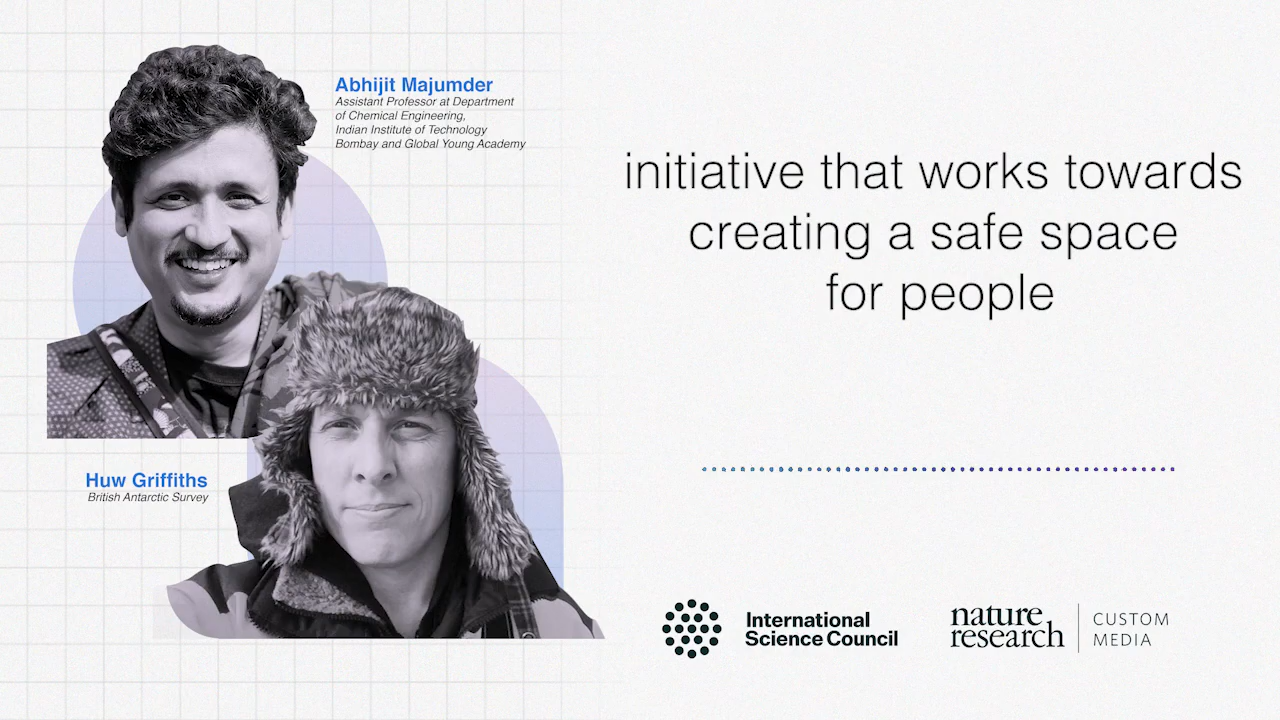 Abhijit Majumder
Assistant Professor at Department
of Chemical Engineering,
Indian Institute of Technology
Bombay and Global Young Academy
initiative that works towards
creating a safe space
for people
Huw Griffiths
British Antarctic Survey
International
Science Council
nature
research
CUSTOM
MEDIA